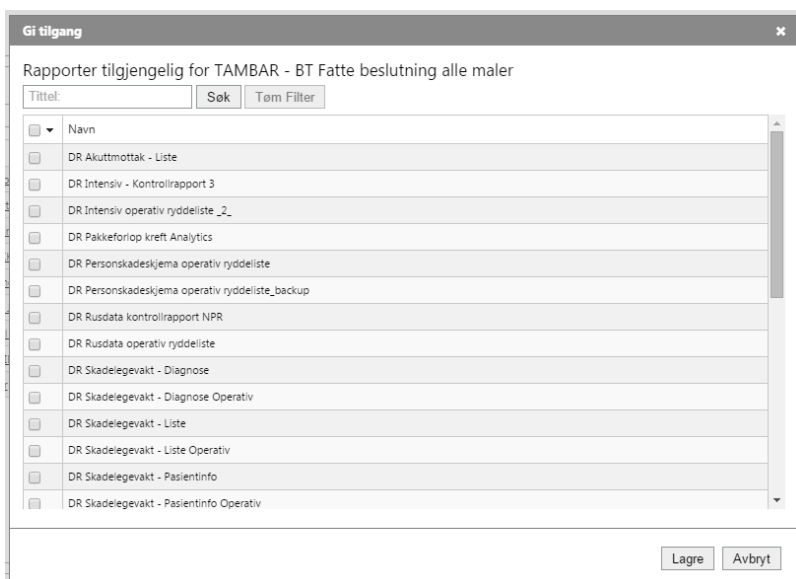 Gi tilgang
Rapporter tilgjengelig for TAMBAR - BT Fatte beslutning alle maler
Tittel: Søk Tøm Filter
Navn
DR Akuttmottak - Liste
DR Intensiv - Kontrollrapport 3
DR Intensiv operativ ryddeliste _2_
DR Pakkeforlop kreft Analytics
DR Personskadeskjema operativ ryddeliste
DR Personskadeskjema operativ ryddeliste_backup
DR Rusdata kontrollrapport NPR
DR Rusdata operativ ryddeliste
DR Skadelegevakt - Diagnose
DR Skadelegevakt - Diagnose Operativ
DR Skadelegevakt - Liste
DR Skadelegevakt - Liste Operativ
DR Skadelegevakt - Pasientinfo
DR Skadelegevakt - Pasientinfo Operativ
Lagre Avbryt